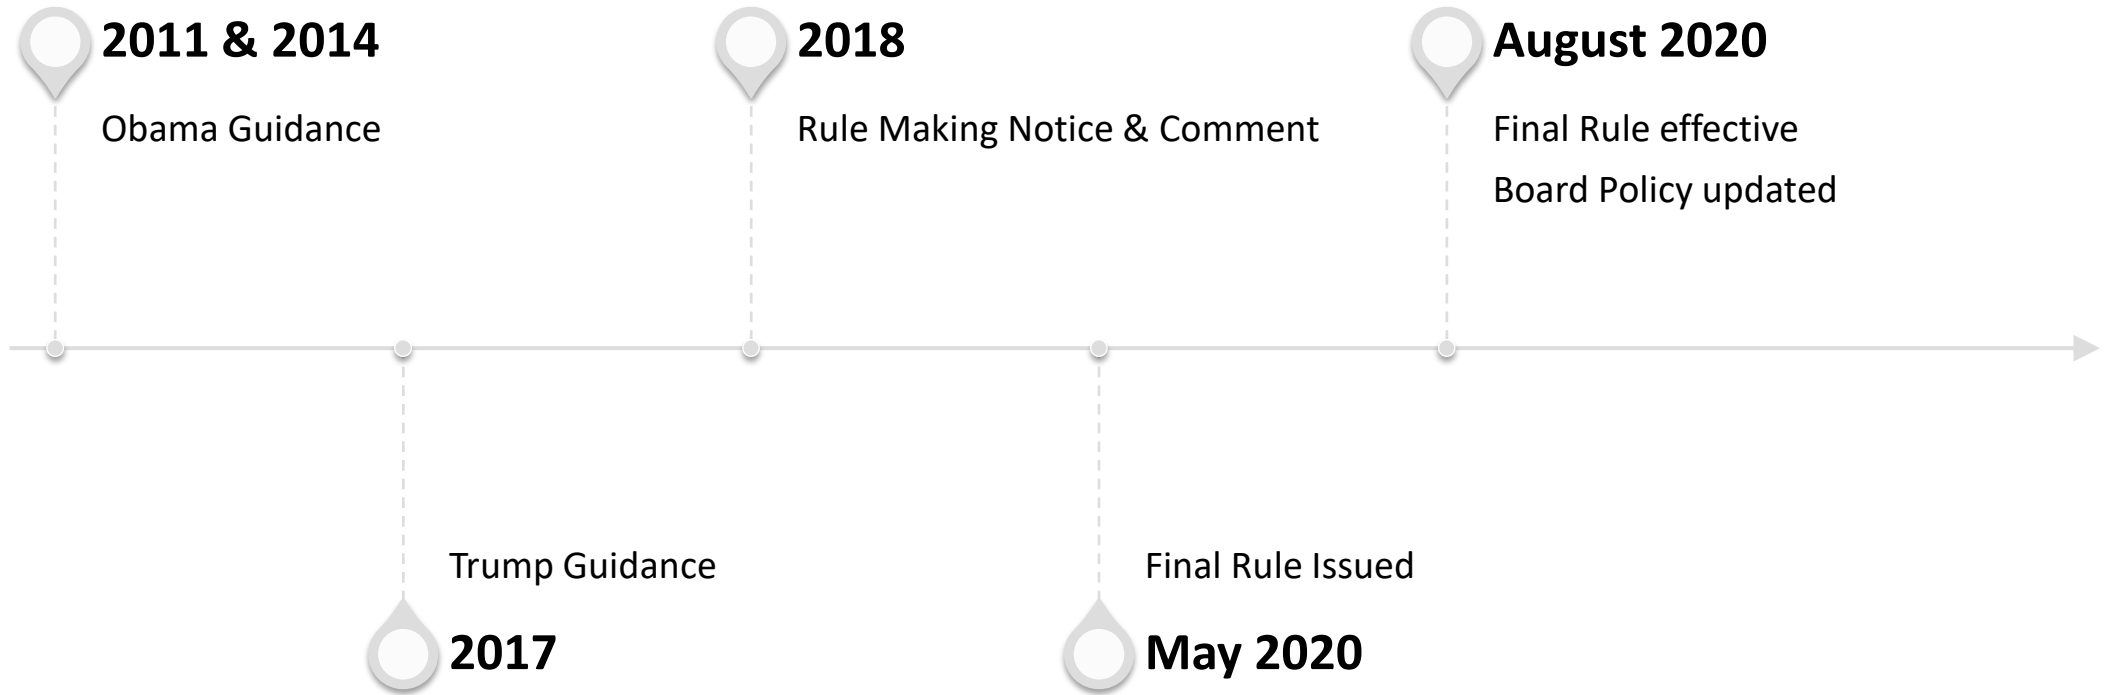 2011 & 2014
Obama Guidance
2018
Rule Making Notice & Comment
August 2020
Final Rule effective
Board Policy updated
Trump Guidance
2017
Final Rule Issued
May 2020